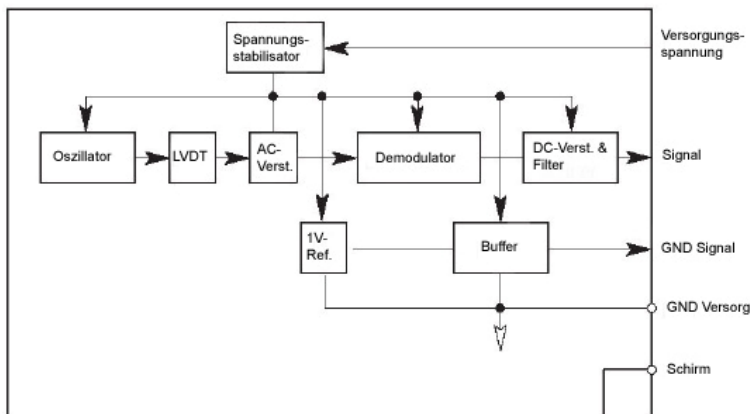 Spannungs-
stabilisator
Versorgungs-
spannung
Oszillator
LVDT
AC-
Verst.
Demodulator
DC-Verst. &
Filter
Signal
1V-
Ref.
Buffer
GND Signal
GND Versorg
Schirm